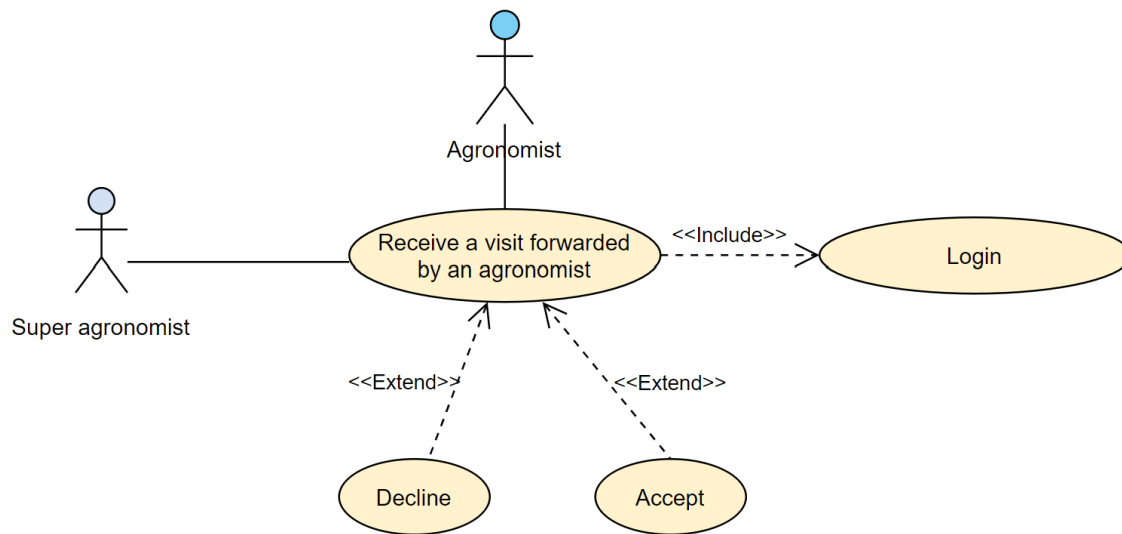 Agronomist
Super agronomist
Receive a visit forwarded
by an agronomist
<<Include>>
Login
<<Extend>>
<<Extend>>
Decline
Accept